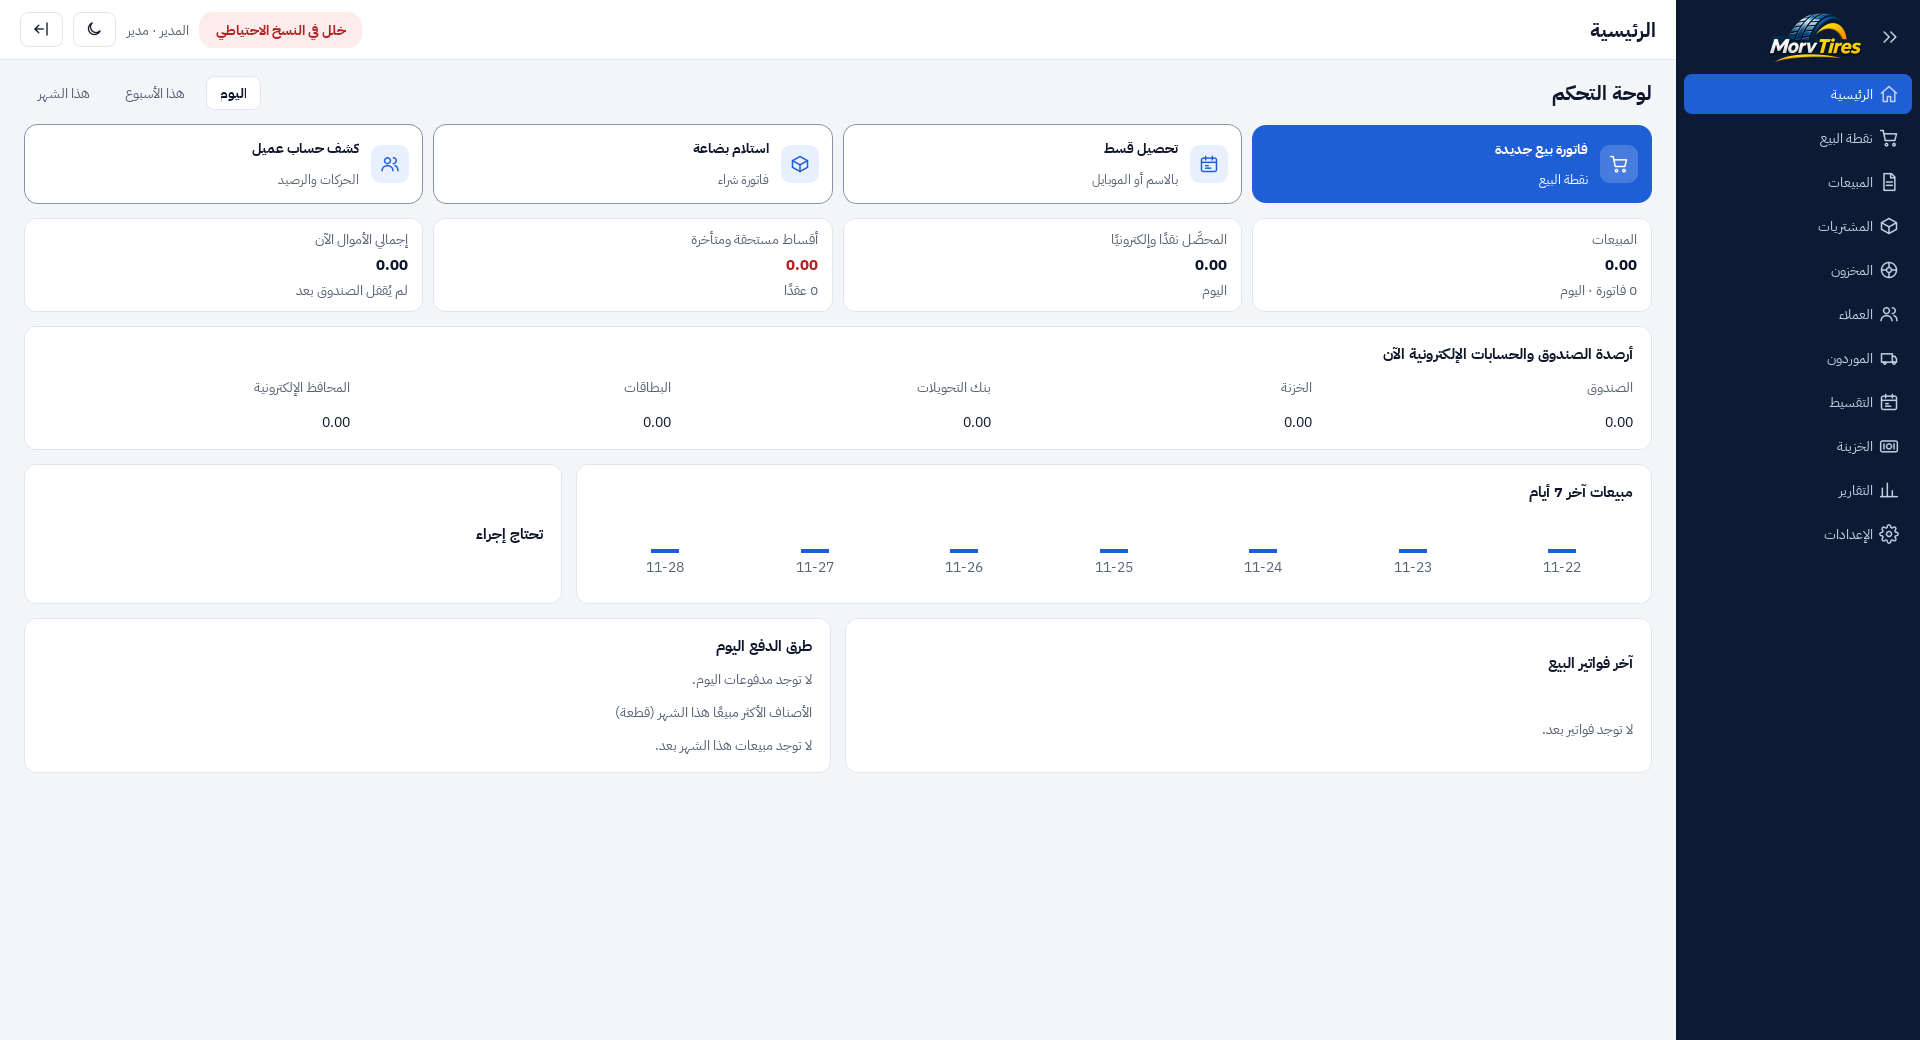 MorvTires
الرئيسية
نقطة البيع
المبيعات
المشتريات
المخزون
العملاء
الموردون
التقسيط
الخزينة
التقارير
الإعدادات
الرئيسية
خلل في النسخ الاحتياطي
المدير · مدير
لوحة التحكم
اليوم
هذا الأسبوع
هذا الشهر
فاتورة بيع جديدة
نقطة البيع
تحصيل قسط
بالاسم أو الموبايل
استلام بضاعة
فاتورة شراء
كشف حساب عميل
الحركات والرصيد
المبيعات
0.00
0 فاتورة · اليوم
المحصَّل نقدًا وإلكترونيًا
0.00
اليوم
أقساط مستحقة ومتأخرة
0.00
0 عقدًا
إجمالي الأموال الآن
0.00
لم يُقفل الصندوق بعد
أرصدة الصندوق والحسابات الإلكترونية الآن
الصندوق
0.00
الخزنة
0.00
بنك التحويلات
0.00
البطاقات
0.00
المحافظ الإلكترونية
0.00
مبيعات آخر 7 أيام
11-22
11-23
11-24
11-25
11-26
11-27
11-28
تحتاج إجراء
آخر فواتير البيع
لا توجد فواتير بعد.
طرق الدفع اليوم
لا توجد مدفوعات اليوم.
الأصناف الأكثر مبيعًا هذا الشهر (قطعة)
لا توجد مبيعات هذا الشهر بعد.